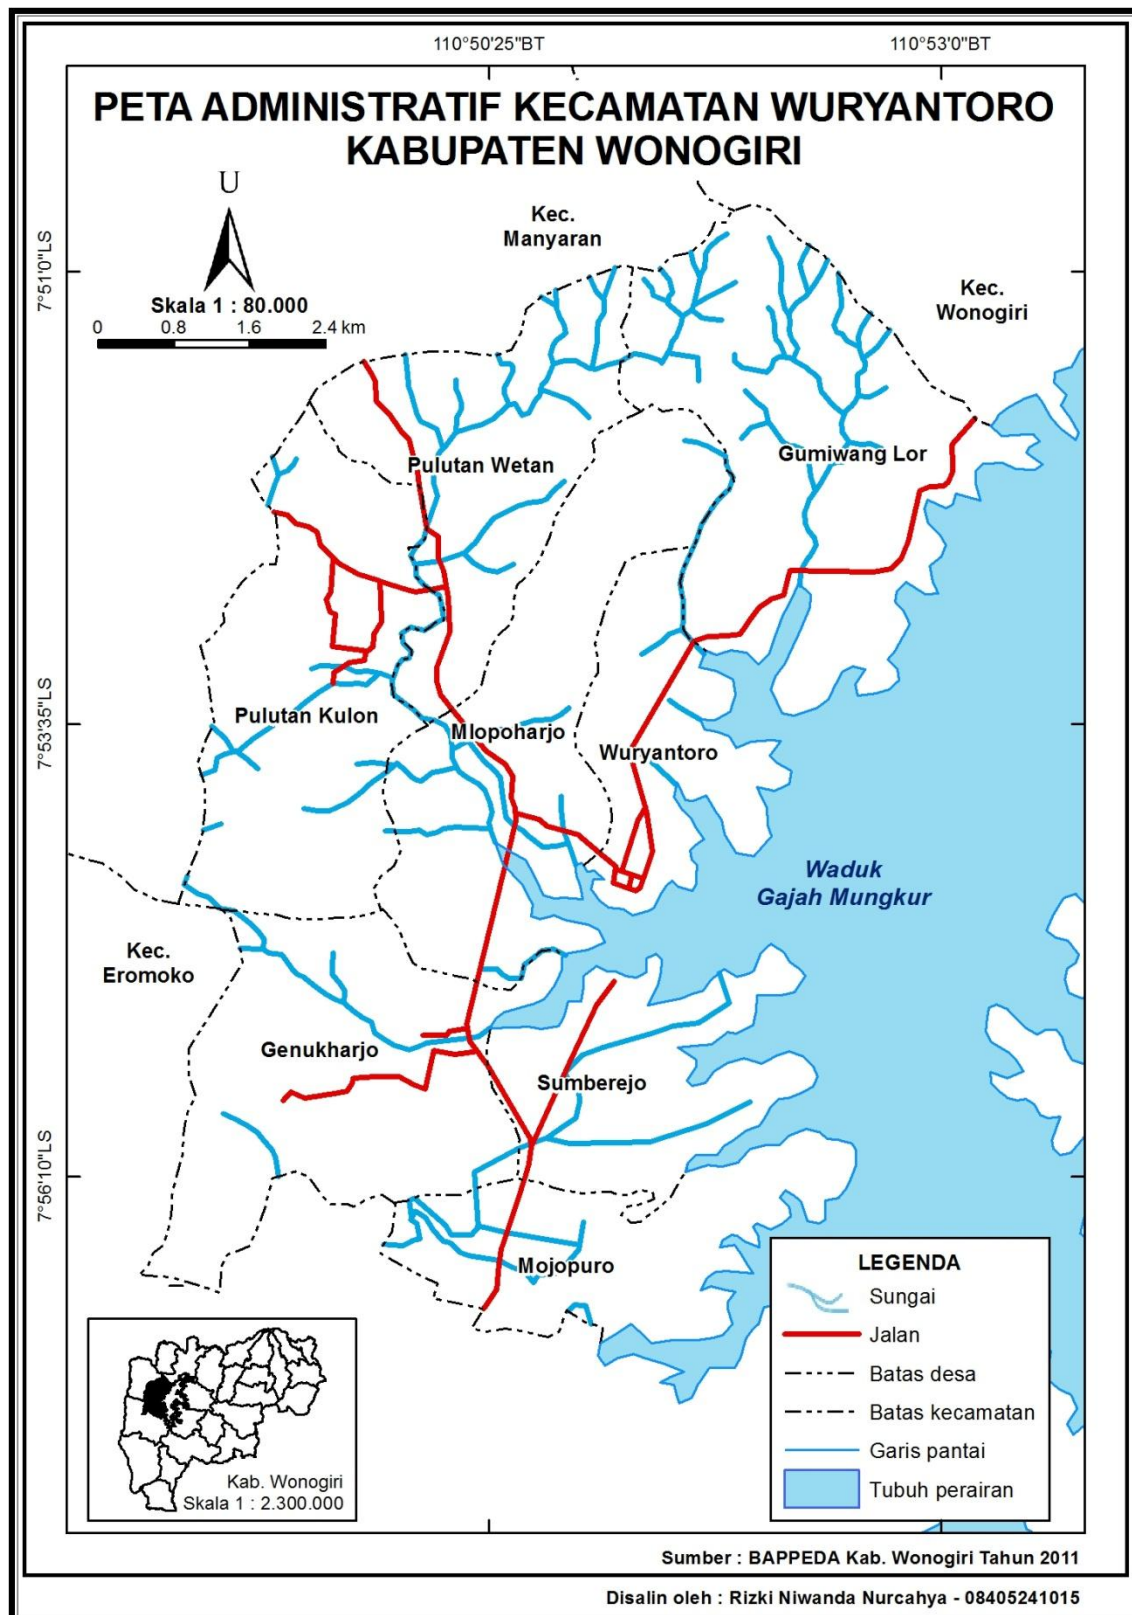 110°50'25"BT 110°53'0"BT
PETA ADMINISTRATIF KECAMATAN WURYANTORO
KABUPATEN WONOGIRI
U
Skala 1 : 80.000
0 0.8 1.6 2.4 km
Kec.
Manyaran
Kec.
Wonogiri
7°51'0"LS
Pulutan Wetan
Gumiwang Lor
7°53'35"LS
Pulutan Kulon
Mlopoharjo
Wuryantoro
Waduk
Gajah Mungkur
Kec.
Eromoko
Genukharjo
Sumberejo
7°56'10"LS
Mojopuro
LEGENDA
Sungai
Jalan
Batas desa
Batas kecamatan
Garis pantai
Tubuh perairan
Kab. Wonogiri
Skala 1 : 2.300.000
Sumber : BAPPEDA Kab. Wonogiri Tahun 2011
Disalin oleh : Rizki Niwanda Nurcahya - 08405241015